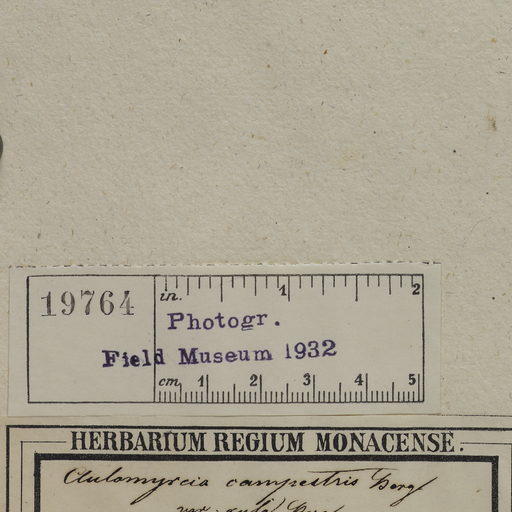 19764
in. 1 2
Photogr.
Field Museum 1932
cm 1 2 3 4 5
HERBARIUM REGIUM MONACENSE.
Aulomyrcia campestris Berg
var.